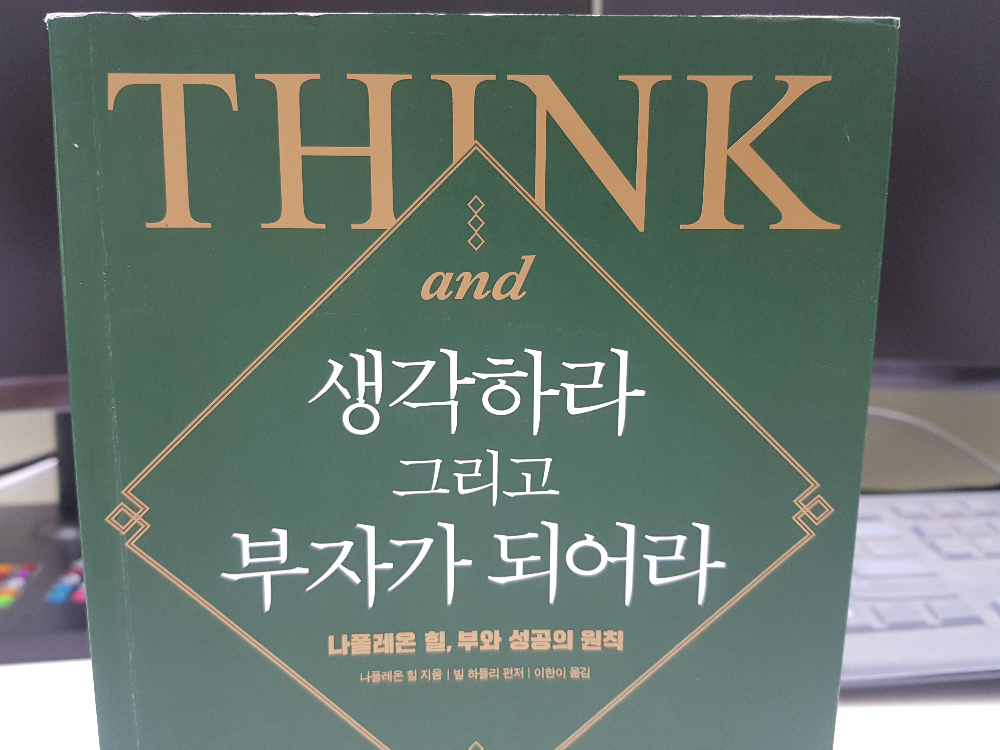 THINK
and
생각하라
그리고
부자가 되어라
나폴레온 힐, 부와 성공의 원칙
나폴레온 힐 지음 | 빌 하틀리 편저 | 이한이 옮김